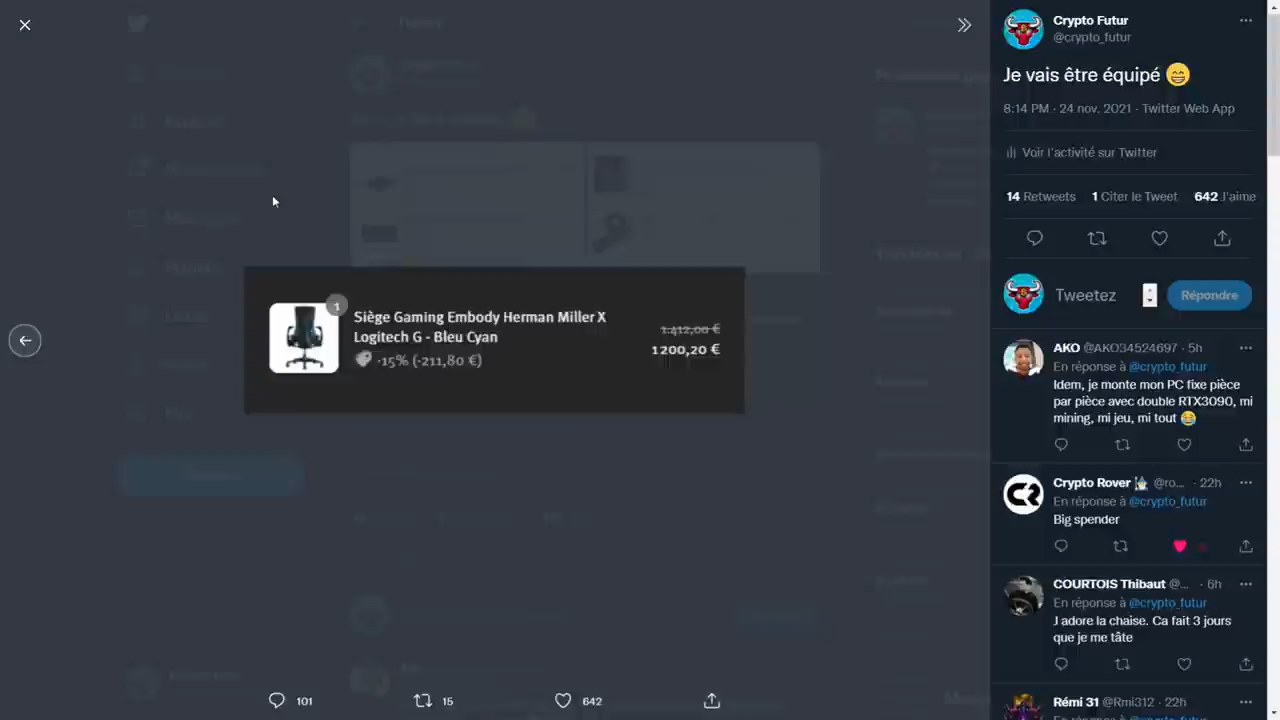 Siège Gaming Embody Herman Miller X
Logitech G - Bleu Cyan
-15% (-211,80 €)
1
1.412,00 €
1200,20 €
101
15
642
Crypto Futur
@crypto_futur
Je vais être équipé 😁
8:14 PM · 24 nov. 2021 · Twitter Web App
Voir l'activité sur Twitter
14 Retweets 1 Citer le Tweet 642 J'aime
Tweetez
Répondre
AKO @AKO34524697 · 5h
En réponse à @crypto_futur
Idem, je monte mon PC fixe pièce
par pièce avec double RTX3090, mi
mining, mi jeu, mi tout 😂
Crypto Rover @ro... · 22h
En réponse à @crypto_futur
Big spender
COURTOIS Thibaut @... · 6h
En réponse à @crypto_futur
J adore la chaise. Ca fait 3 jours
que je me tâte
Rémi 31 @Rmi312 · 22h